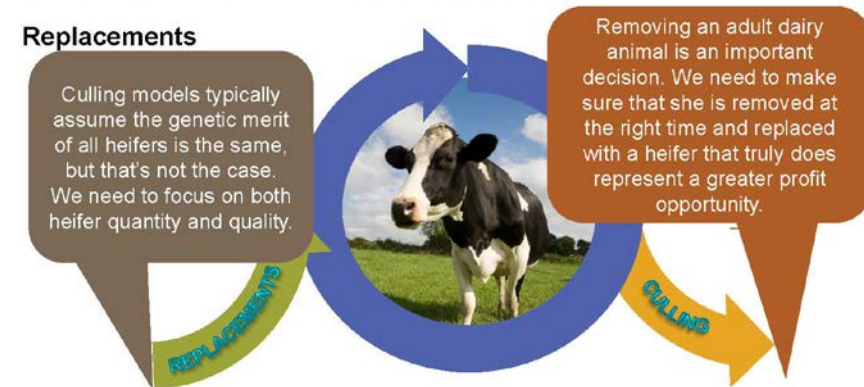 Replacements
Culling models typically
assume the genetic merit
of all heifers is the same,
but that's not the case.
We need to focus on both
heifer quantity and quality.
Removing an adult dairy
animal is an important
decision. We need to make
sure that she is removed at
the right time and replaced
with a heifer that truly does
represent a greater profit
opportunity.
REPLACEMENTS
CULLING